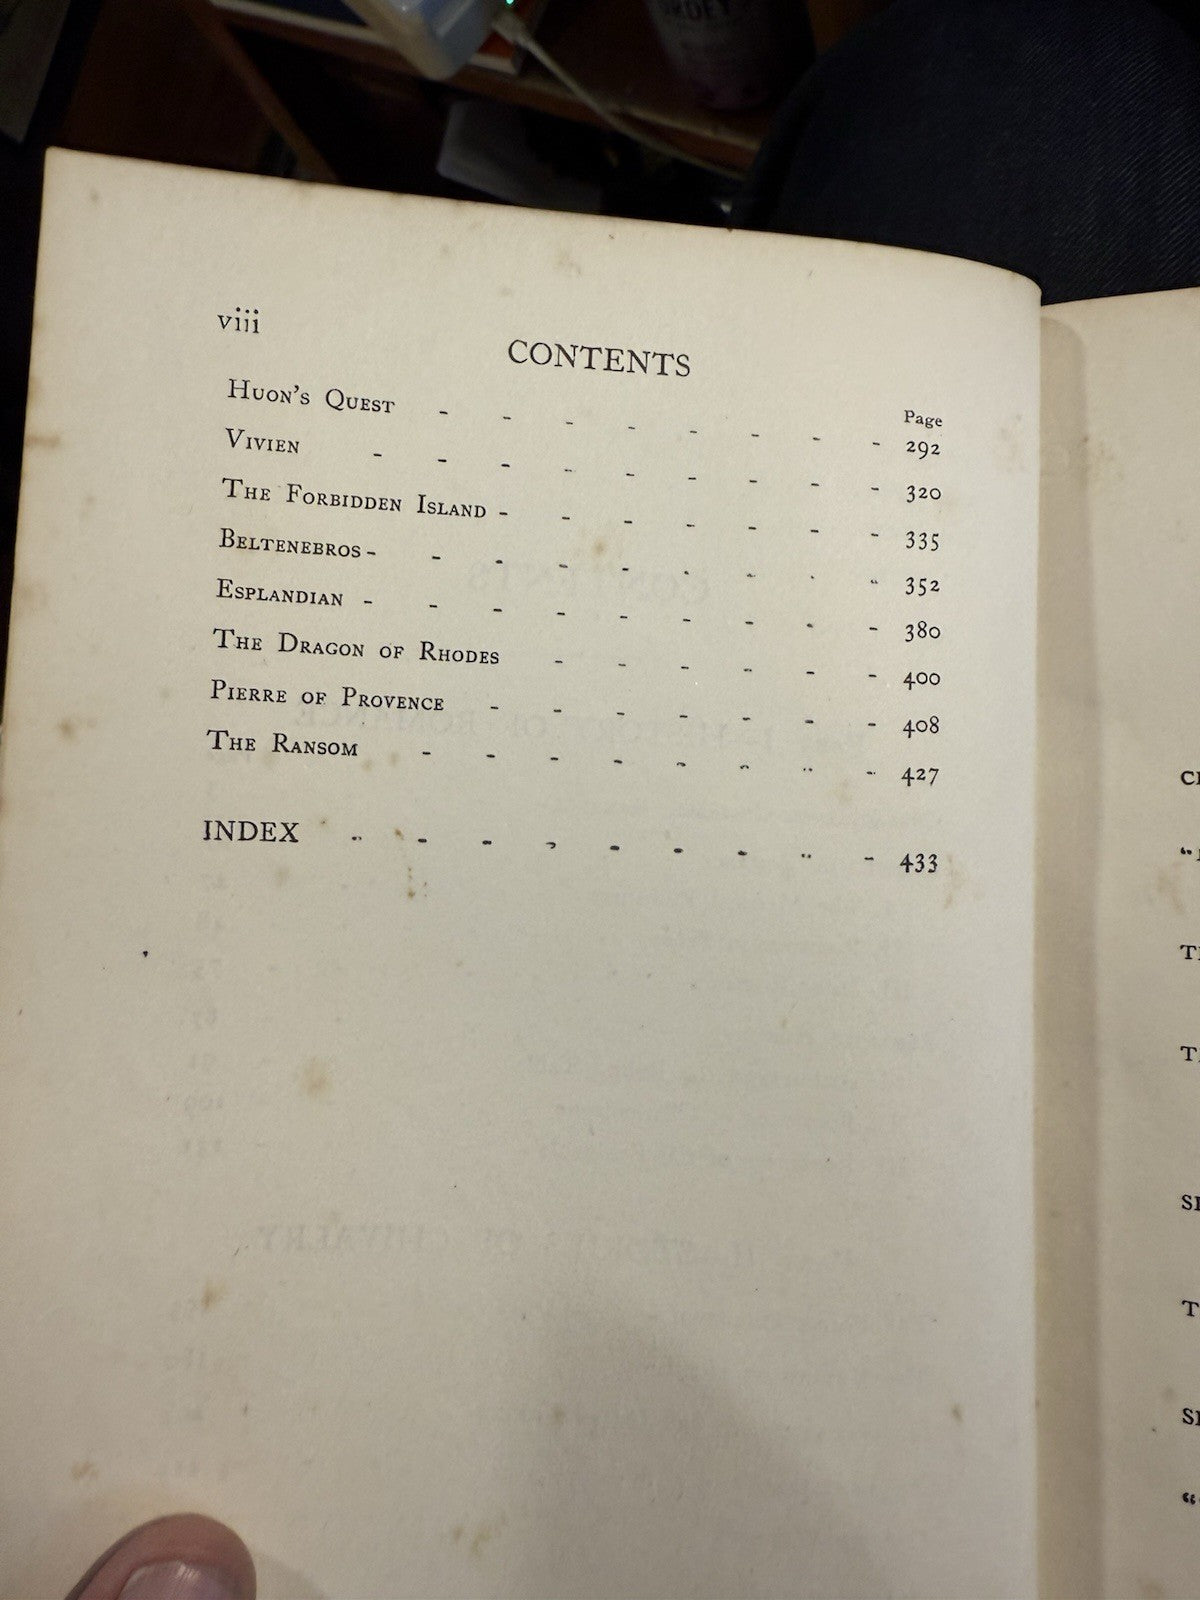 viii
CONTENTS
Page
Huon's Quest - - - - - - - - 292
Vivien - - - - - - - - - 320
The Forbidden Island - - - - - - - 335
Beltenebros - - - - - - - - - 352
Esplandian - - - - - - - - - 380
The Dragon of Rhodes - - - - - - 400
Pierre of Provence - - - - - - - 408
The Ransom - - - - - - - - 427
INDEX - - - - - - - - - 433